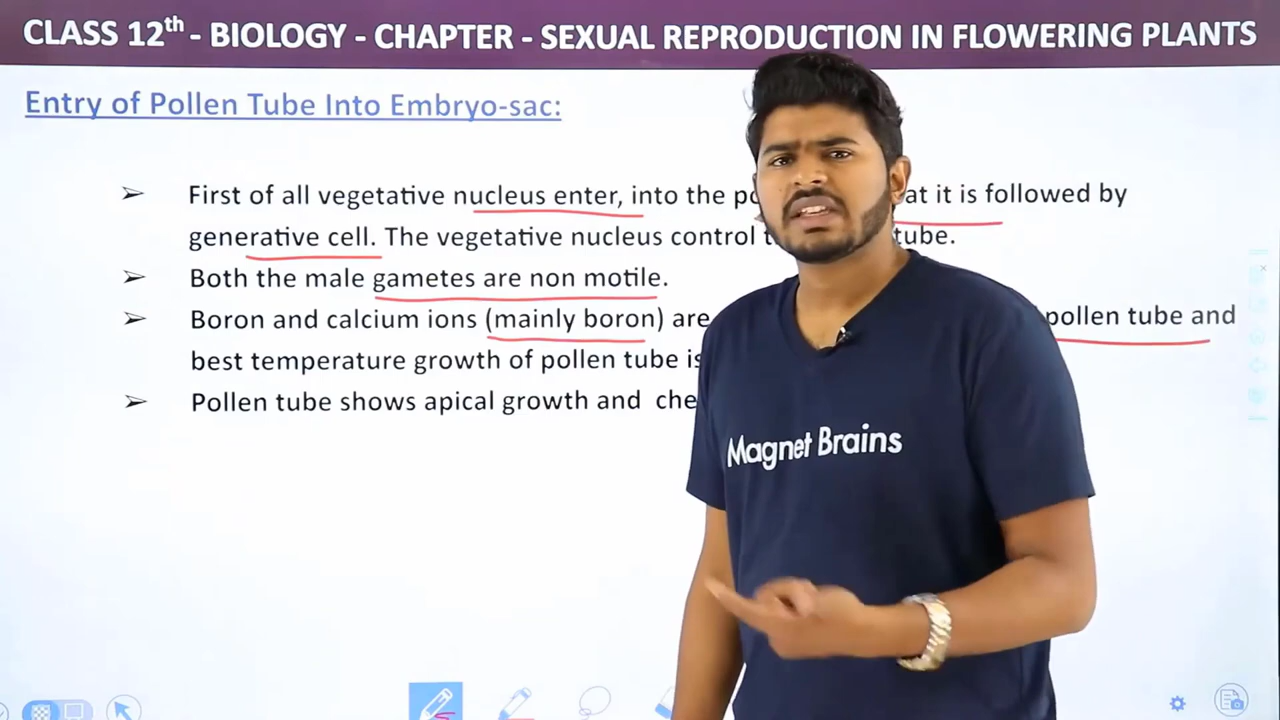 CLASS 12th - BIOLOGY - CHAPTER - SEXUAL REPRODUCTION IN FLOWERING PLANTS
Entry of Pollen Tube Into Embryo-sac:
➢ First of all vegetative nucleus enter, into the at it is followed by
generative cell. The vegetative nucleus control tube.
➢ Both the male gametes are non motile.
➢ Boron and calcium ions (mainly boron) are pollen tube and
best temperature growth of pollen tube is
➢ Pollen tube shows apical growth and
Magnet Brains